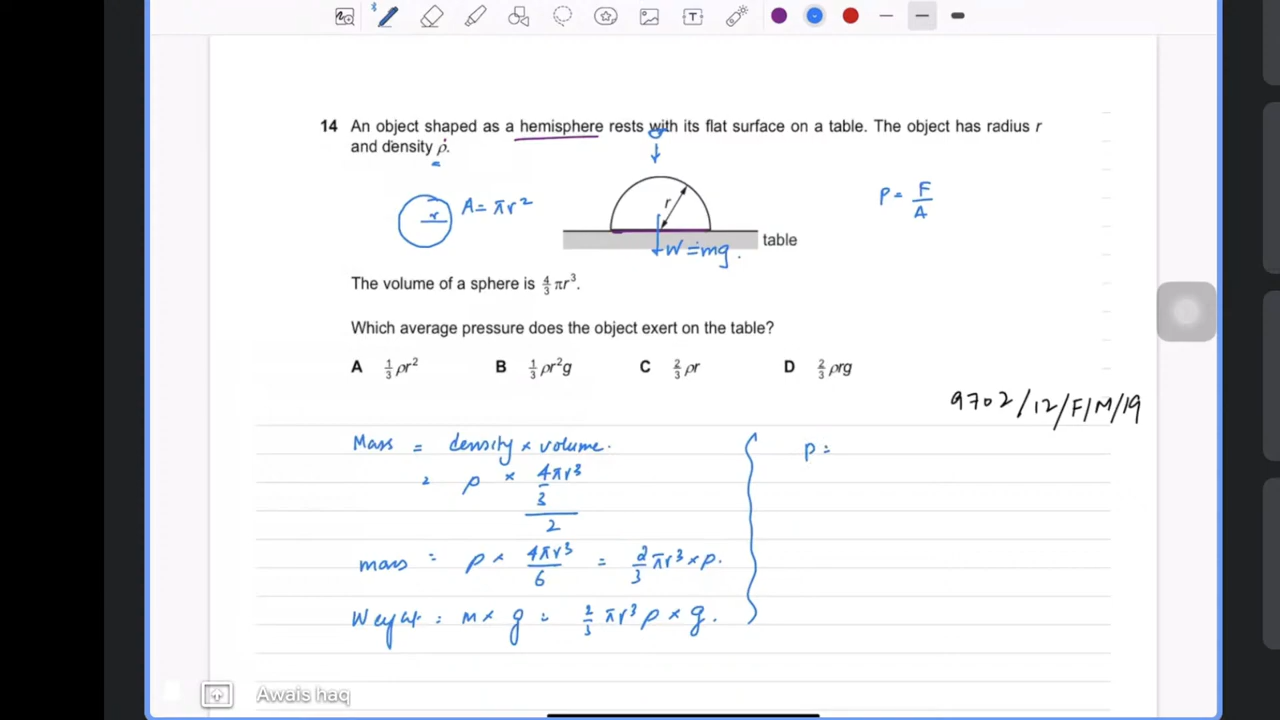 14 An object shaped as a hemisphere rests with its flat surface on a table. The object has radius r
and density ρ.
r A = πr²
r
P = F/A
W = mg.
table
The volume of a sphere is 4/3 πr³.
Which average pressure does the object exert on the table?
A 1/3 ρr² B 1/3 ρr²g C 2/3 ρr D 2/3 ρrg
9702/12/F/M/19
Mass = density × volume.
= ρ × 4πr³/3 / 2
mass = ρ × 4πr³/6 = 2/3 πr³ × ρ.
Weight = m × g = 2/3 πr³ ρ × g.
P =
Awais haq